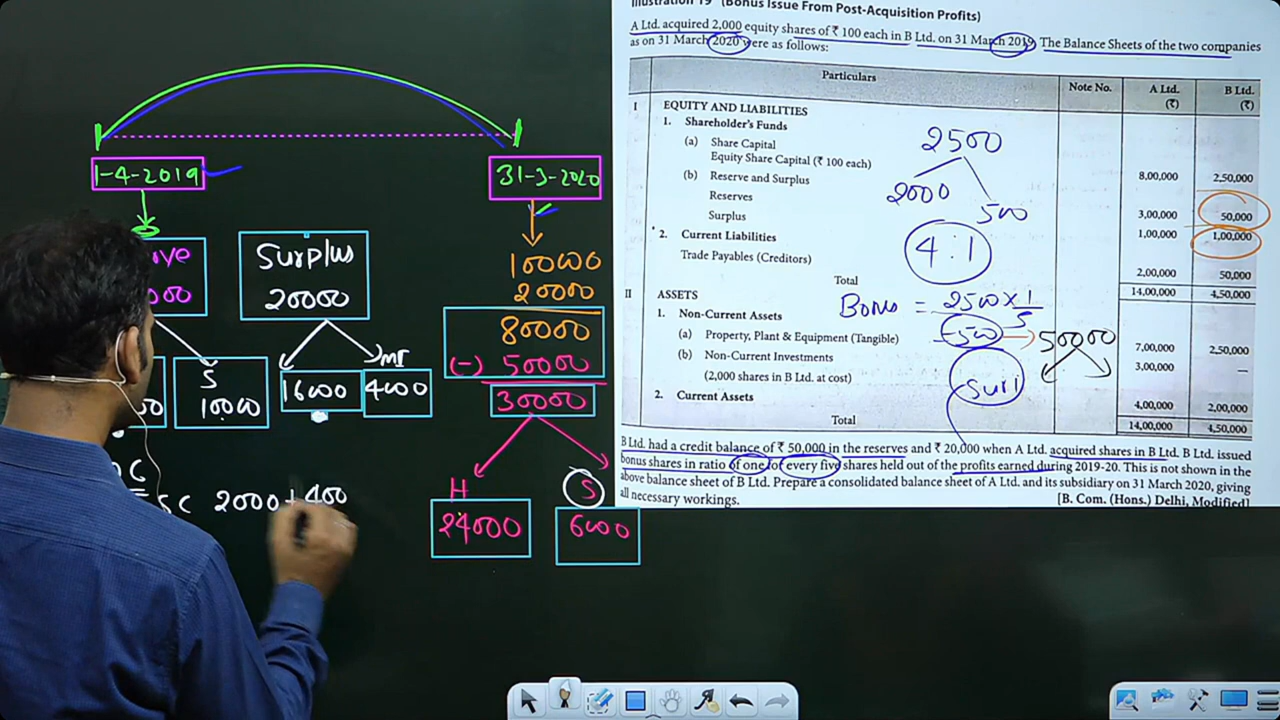 Illustration 19 (Bonus Issue From Post-Acquisition Profits)
A Ltd. acquired 2,000 equity shares of ₹ 100 each in B Ltd. on 31 March 2019. The Balance Sheets of the two companies
as on 31 March 2020 were as follows:
Particulars Note No. A Ltd. (₹) B Ltd. (₹)
I EQUITY AND LIABILITIES
1. Shareholder's Funds
(a) Share Capital
Equity Share Capital (₹ 100 each) 8,00,000 2,50,000
(b) Reserve and Surplus
Reserves 3,00,000 50,000
Surplus 1,00,000 1,00,000
2. Current Liabilities
Trade Payables (Creditors) 2,00,000 50,000
Total 14,00,000 4,50,000
II ASSETS
1. Non-Current Assets
(a) Property, Plant & Equipment (Tangible) 7,00,000 2,50,000
(b) Non-Current Investments 3,00,000 —
(2,000 shares in B Ltd. at cost)
2. Current Assets 4,00,000 2,00,000
Total 14,00,000 4,50,000
B Ltd. had a credit balance of ₹ 50,000 in the reserves and ₹ 20,000 when A Ltd. acquired shares in B Ltd. B Ltd. issued
bonus shares in ratio of one for every five shares held out of the profits earned during 2019-20. This is not shown in the
above balance sheet of B Ltd. Prepare a consolidated balance sheet of A Ltd. and its subsidiary on 31 March 2020, giving
all necessary workings.
[B. Com. (Hons.) Delhi, Modified]
2500
2000 500
4:1
Bonus = 2500 × 1/5
= 500 → 50000
Surl
1-4-2019
31-3-2020
Surplus
20000
16000
MI
4000
S
10000
100000
20000
80000
(-) 50000
30000
H
24000
S
6000
SC 2000 + 400